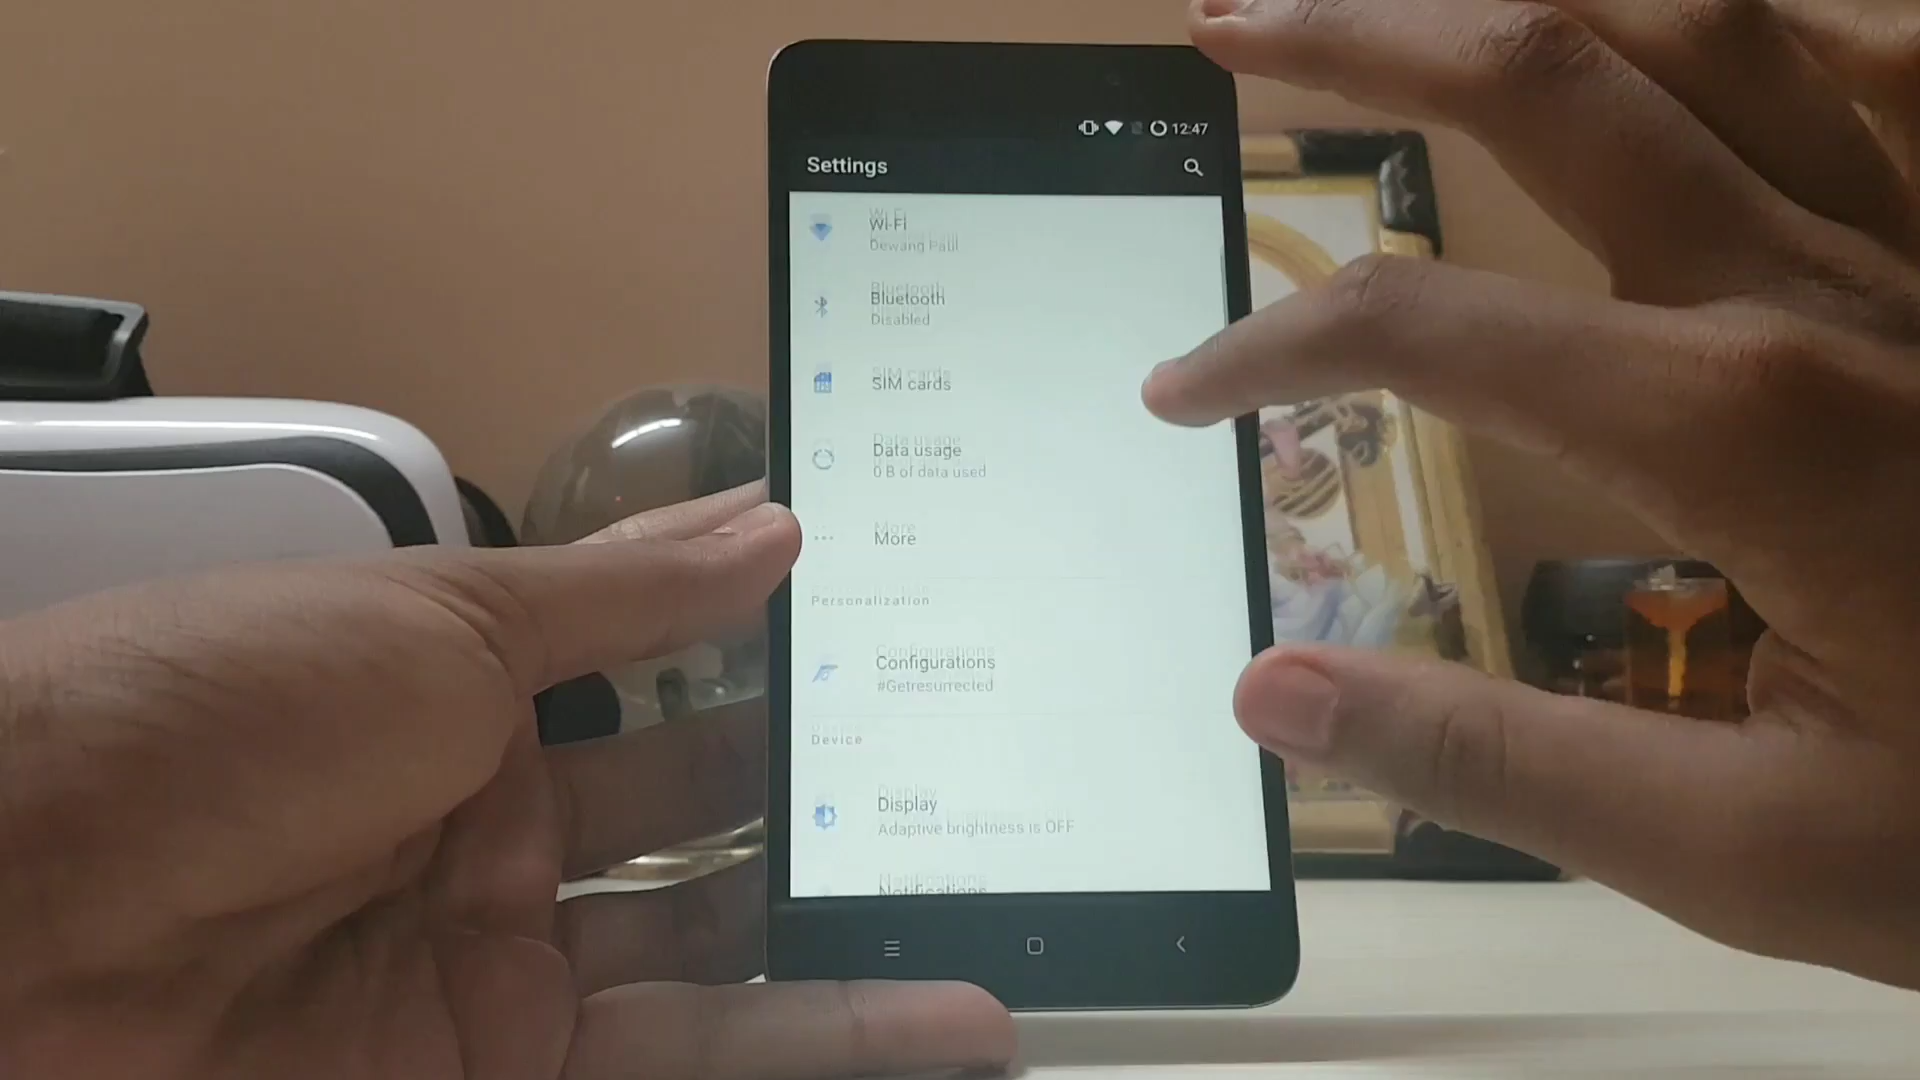 12:47
Settings
Wi-Fi
Dewang Paul
Bluetooth
Disabled
SIM cards
Data usage
0 B of data used
More
Personalization
Configurations
#Getresurrected
Device
Display
Adaptive brightness is OFF
Notifications